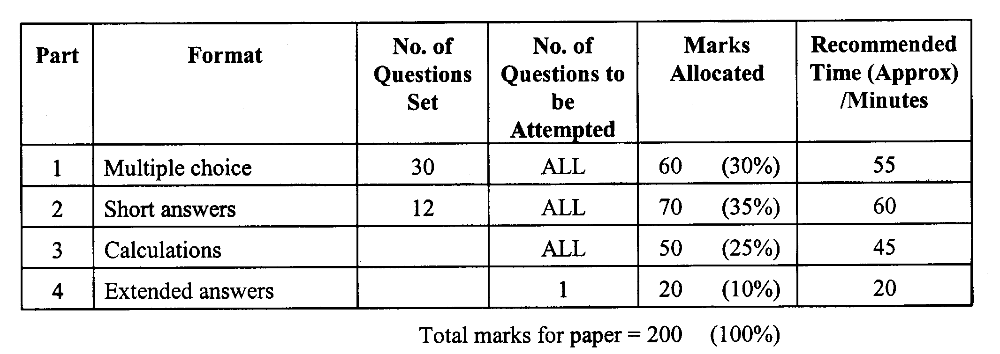 Part Format No. of Questions Set No. of Questions to be Attempted Marks Allocated Recommended Time (Approx) /Minutes
1 Multiple choice 30 ALL 60 (30%) 55
2 Short answers 12 ALL 70 (35%) 60
3 Calculations ALL 50 (25%) 45
4 Extended answers 1 20 (10%) 20
Total marks for paper = 200 (100%)